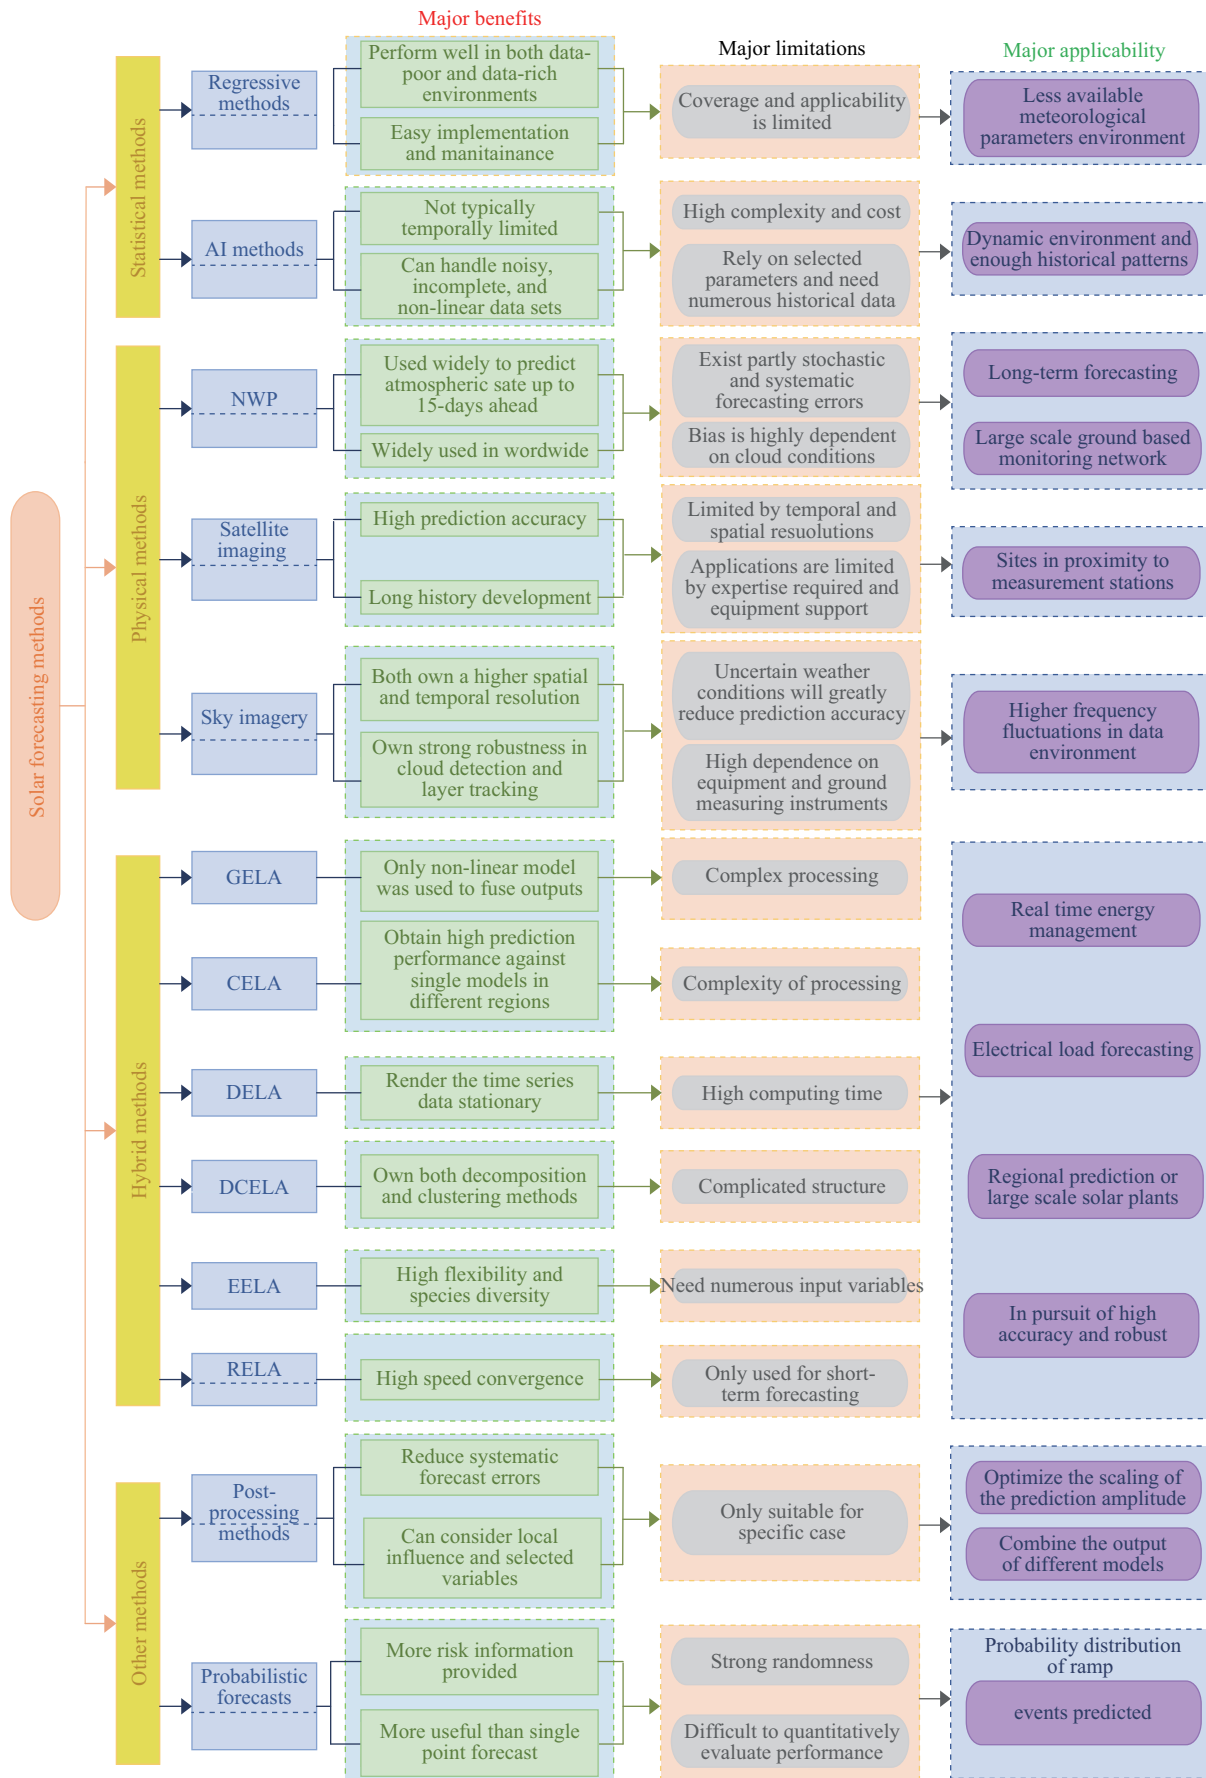 Major benefits
Major limitations
Major applicability
Solar forecasting methods
Statistical methods
Regressive
methods
Perform well in both data-
poor and data-rich
environments
Easy implementation
and manitainance
Coverage and applicability
is limited
Less available
meteorological
parameters environment
AI methods
Not typically
temporally limited
Can handle noisy,
incomplete, and
non-linear data sets
High complexity and cost
Rely on selected
parameters and need
numerous historical data
Dynamic environment and
enough historical patterns
Physical methods
NWP
Used widely to predict
atmospheric sate up to
15-days ahead
Widely used in wordwide
Exist partly stochastic
and systematic
forecasting errors
Bias is highly dependent
on cloud conditions
Long-term forecasting
Large scale ground based
monitoring network
Satellite
imaging
High prediction accuracy
Long history development
Limited by temporal and
spatial resuolutions
Applications are limited
by expertise required and
equipment support
Sites in proximity to
measurement stations
Sky imagery
Both own a higher spatial
and temporal resolution
Own strong robustness in
cloud detection and
layer tracking
Uncertain weather
conditions will greatly
reduce prediction accuracy
High dependence on
equipment and ground
measuring instruments
Higher frequency
fluctuations in data
environment
Hybrid methods
GELA
Only non-linear model
was used to fuse outputs
Complex processing
CELA
Obtain high prediction
performance against
single models in
different regions
Complexity of processing
DELA
Render the time series
data stationary
High computing time
DCELA
Own both decomposition
and clustering methods
Complicated structure
EELA
High flexibility and
species diversity
Need numerous input variables
RELA
High speed convergence
Only used for short-
term forecasting
Real time energy
management
Electrical load forecasting
Regional prediction or
large scale solar plants
In pursuit of high
accuracy and robust
Other methods
Post-
processing
methods
Reduce systematic
forecast errors
Can consider local
influence and selected
variables
Only suitable for
specific case
Optimize the scaling of
the prediction amplitude
Combine the output
of different models
Probabilistic
forecasts
More risk information
provided
More useful than single
point forecast
Strong randomness
Difficult to quantitatively
evaluate performance
Probability distribution
of ramp
events predicted